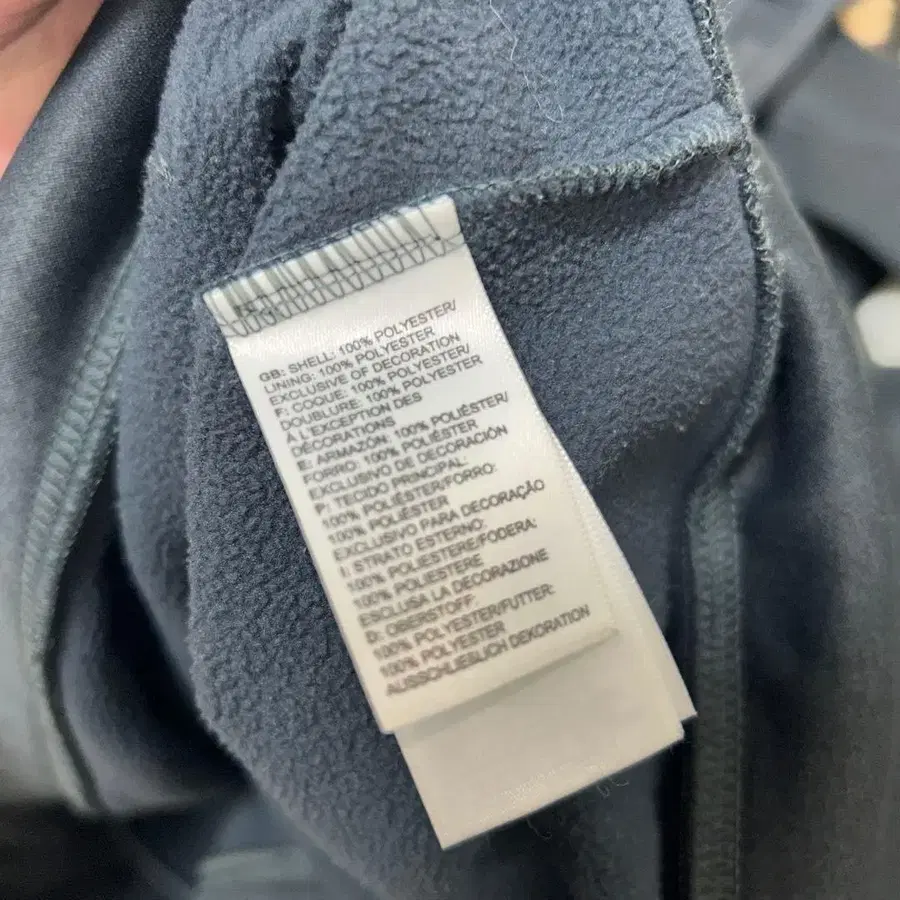 GB: SHELL: 100% POLYESTER/
LINING: 100% POLYESTER
EXCLUSIVE OF DECORATION
F: COQUE: 100% POLYESTER/
DOUBLURE: 100% POLYESTER
À L'EXCEPTION DES
DÉCORATIONS
E: ARMAZÓN: 100% POLIÉSTER/
FORRO: 100% POLIÉSTER
EXCLUSIVO DE DECORACIÓN
P: TECIDO PRINCIPAL:
100% POLIÉSTER/FORRO:
100% POLIÉSTER
EXCLUSIVO PARA DECORAÇÃO
I: STRATO ESTERNO:
100% POLIESTERE/FODERA:
100% POLIESTERE
ESCLUSA LA DECORAZIONE
D: OBERSTOFF:
100% POLYESTER/FUTTER:
100% POLYESTER
AUSSCHLIESLICH DEKORATION